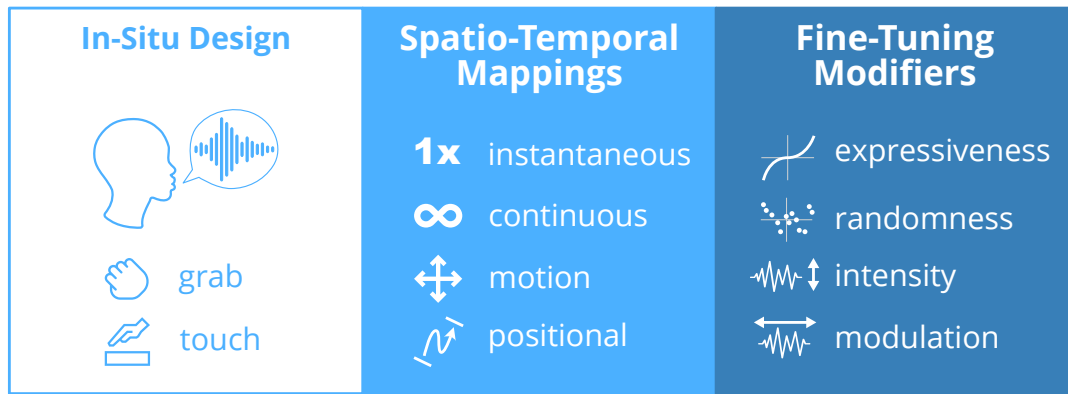 In-Situ Design
grab
touch
Spatio-Temporal
Mappings
1x instantaneous
continuous
motion
positional
Fine-Tuning
Modifiers
expressiveness
randomness
intensity
modulation